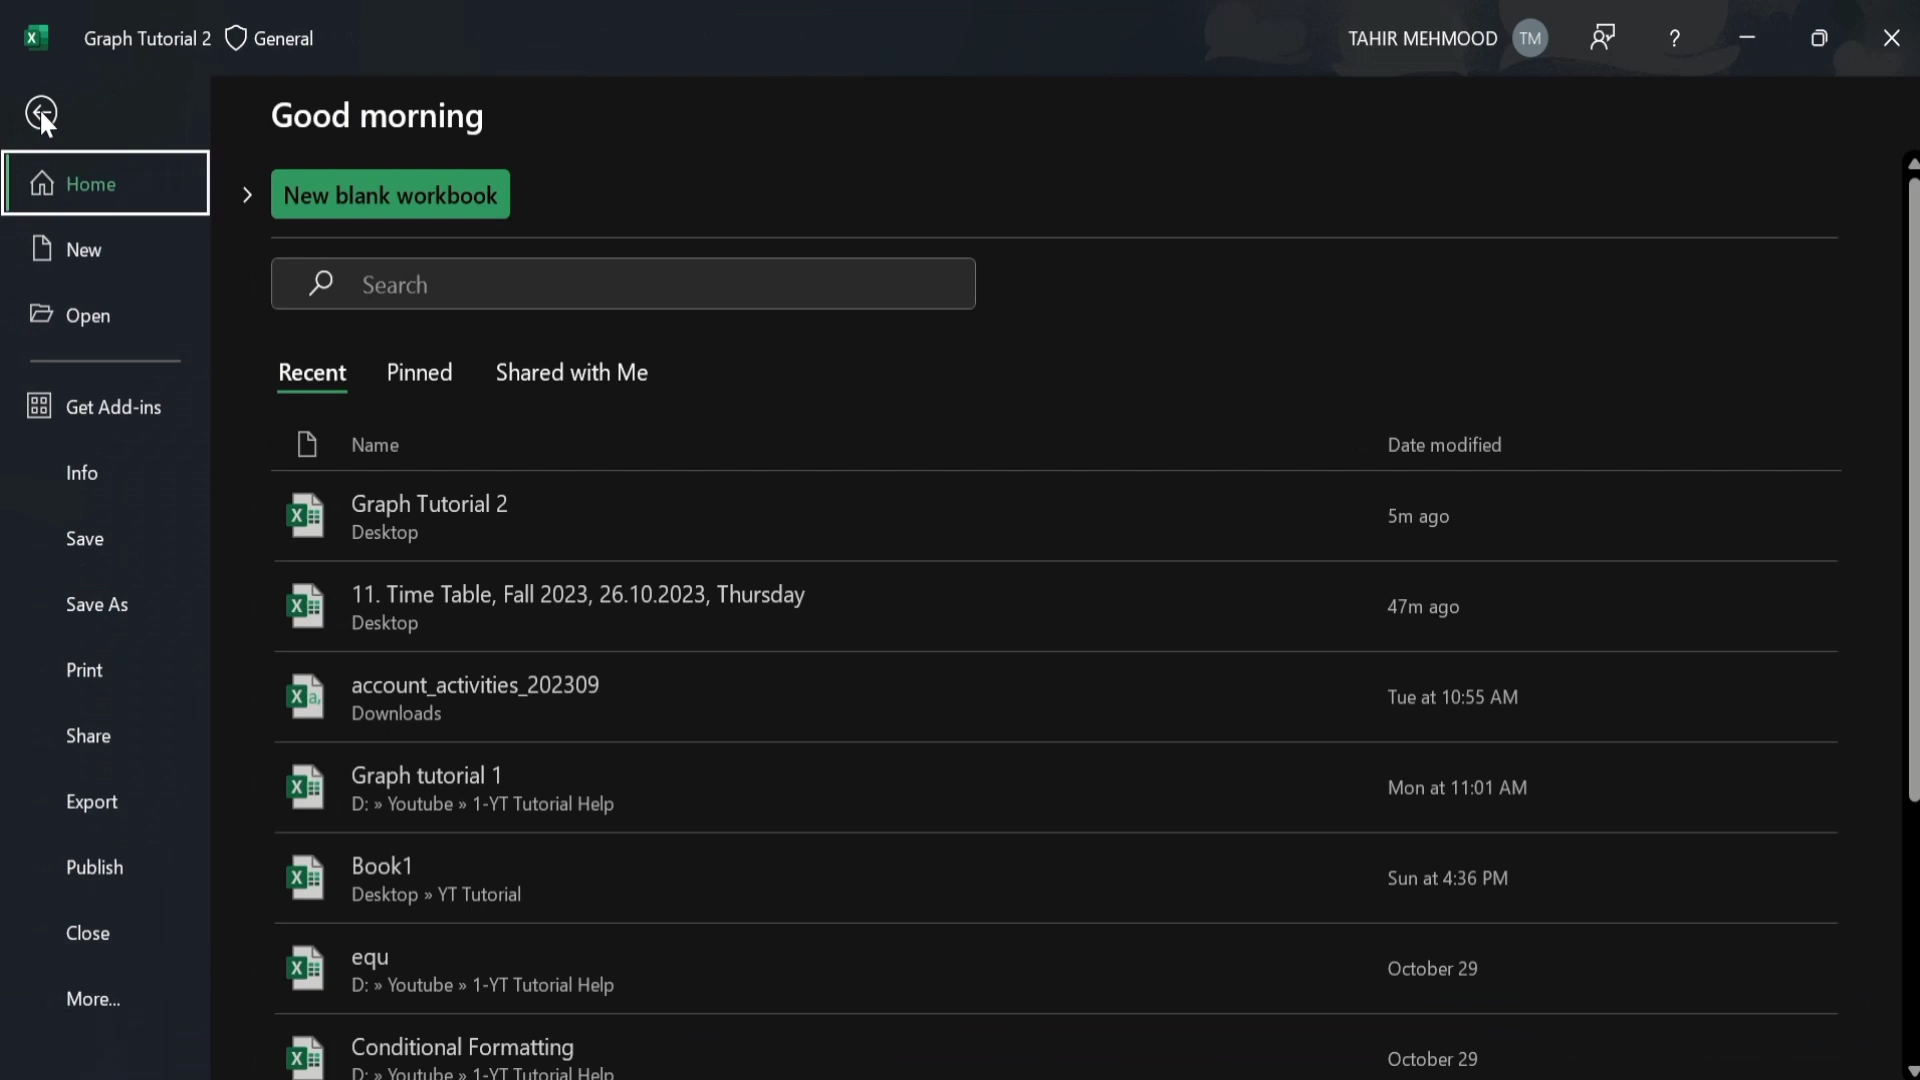 Graph Tutorial 2 General
TAHIR MEHMOOD TM ?
Good morning
Home
New blank workbook
New
Search
Open
Recent Pinned Shared with Me
Get Add-ins
Name Date modified
Info
Graph Tutorial 2
Desktop
5m ago
Save
11. Time Table, Fall 2023, 26.10.2023, Thursday
Desktop
47m ago
Save As
Print
account_activities_202309
Downloads
Tue at 10:55 AM
Share
Graph tutorial 1
D: » Youtube » 1-YT Tutorial Help
Mon at 11:01 AM
Export
Publish
Book1
Desktop » YT Tutorial
Sun at 4:36 PM
Close
equ
D: » Youtube » 1-YT Tutorial Help
October 29
More...
Conditional Formatting
D: » Youtube » 1-YT Tutorial Help
October 29